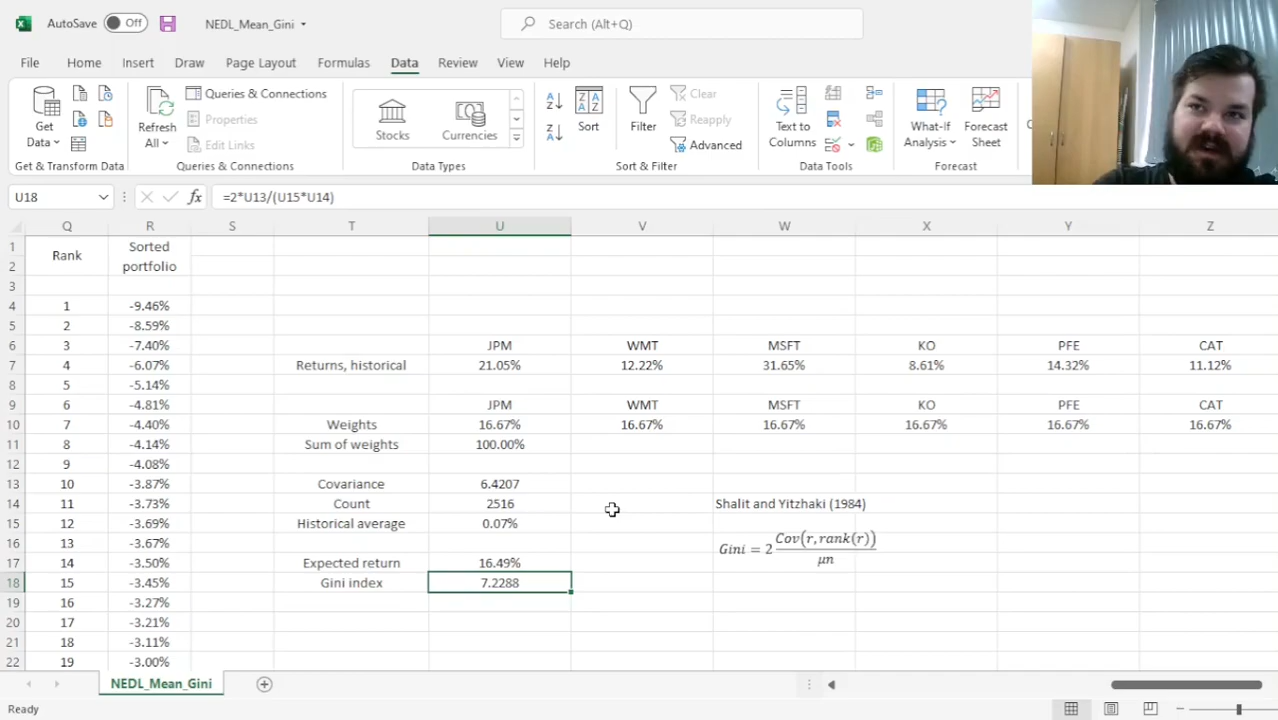 AutoSave Off NEDL_Mean_Gini Search (Alt+Q)
File Home Insert Draw Page Layout Formulas Data Review View Help
Get Data Refresh All Queries & Connections Properties Edit Links Stocks Currencies Sort Filter Clear Reapply Advanced Text to Columns What-If Analysis Forecast Sheet
Get & Transform Data Queries & Connections Data Types Sort & Filter Data Tools Forecast
U18 fx =2*U13/(U15*U14)
Q R S T U V W X Y Z
1 Rank Sorted
2 portfolio
3
4 1 -9.46%
5 2 -8.59%
6 3 -7.40% JPM WMT MSFT KO PFE CAT
7 4 -6.07% Returns, historical 21.05% 12.22% 31.65% 8.61% 14.32% 11.12%
8 5 -5.14%
9 6 -4.81% JPM WMT MSFT KO PFE CAT
10 7 -4.40% Weights 16.67% 16.67% 16.67% 16.67% 16.67% 16.67%
11 8 -4.14% Sum of weights 100.00%
12 9 -4.08%
13 10 -3.87% Covariance 6.4207
14 11 -3.73% Count 2516 Shalit and Yitzhaki (1984)
15 12 -3.69% Historical average 0.07%
16 13 -3.67% Gini = 2 Cov(r, rank(r)) / μn
17 14 -3.50% Expected return 16.49%
18 15 -3.45% Gini index 7.2288
19 16 -3.27%
20 17 -3.21%
21 18 -3.11%
22 19 -3.00%
NEDL_Mean_Gini
Ready